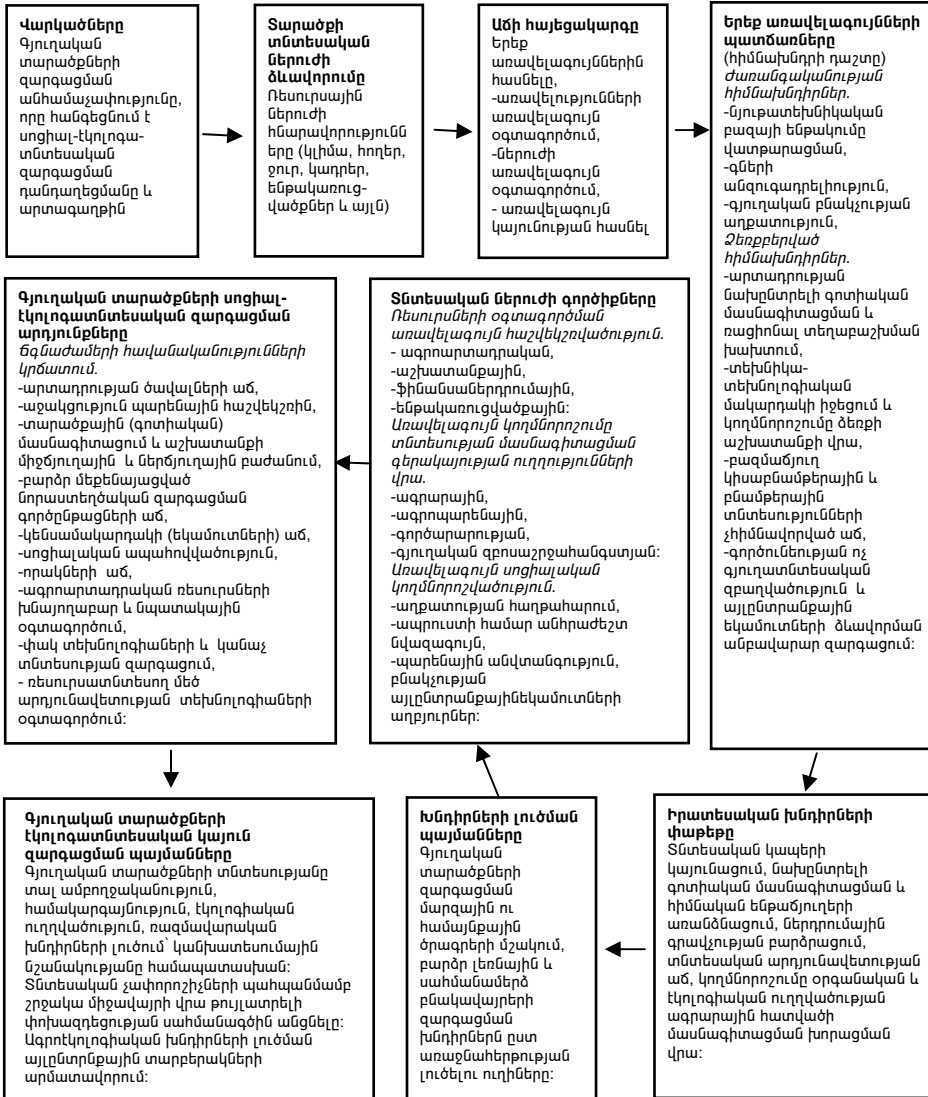 Վարկածները
Գյուղական
տարածքների
զարգացման
անհամաչափությունը,
որը հանգեցնում է
սոցիալ-էկոլոգա-
տնտեսական
զարգացման
դանդաղեցմանը և
արտագաղթին
Տարածքի
տնտեսական
ներուժի
ձևավորումը
Ռեսուրսային
ներուժի
հնարավորությունն
երը (կլիմա, հողեր,
ջուր, կադրեր,
ենթակառուց-
վածքներ և այլն)
Աճի հայեցակարգը
Երեք
առավելագույններին
հասնելը,
-առավելությունների
առավելագույն
օգտագործում,
-ներուժի
առավելագույն
օգտագործում,
- առավելագույն
կայունության հասնել
Երեք առավելագույնների
պատճառները
(հիմնախնդրի դաշտը)
Ժառանգականության
հիմնախնդիրներ.
-նյութատեխնիկական
բազայի ենթակումը
վատթարացման,
-գների
անզուգադրելիություն,
-գյուղական բնակչության
աղքատություն,
Ձեռքբերված
հիմնախնդիրներ.
-արտադրության
նախընտրելի գոտիական
մասնագիտացման և
ռացիոնալ տեղաբաշխման
խախտում,
-տեխնիկա-
տեխնոլոգիական
մակարդակի իջեցում և
կողմնորոշումը ձեռքի
աշխատանքի վրա,
-բազմաճյուղ
կիսաբնամթերային և
բնամթերային
տնտեսությունների
չհիմնավորված աճ,
-գործունեության ոչ
գյուղատնտեսական
զբաղվածություն և
այլընտրանքային
եկամուտների ձևավորման
անբավարար զարգացում:
Գյուղական տարածքների սոցիալ-
էկոլոգատնտեսական զարգացման
արդյունքները
Ճգնաժամերի հավանականությունների
կրճատում.
-արտադրության ծավալների աճ,
-աջակցություն պարենային հաշվեկշռին,
-տարածքային (գոտիական)
մասնագիտացում և աշխատանքի
միջճյուղային և ներճյուղային բաժանում,
-բարձր մեքենայացված
նորաստեղծական զարգացման
գործընթացների աճ,
-կենսամակարդակի (եկամուտների) աճ,
-սոցիալական ապահովվածություն,
-որակների աճ,
-ագրոարտադրական ռեսուրսների
խնայողաբար և նպատակային
օգտագործում,
-փակ տեխնոլոգիաների և կանաչ
տնտեսության զարգացում,
- ռեսուրսատնտեսող մեծ
արդյունավետության տեխնոլոգիաների
օգտագործում:
Տնտեսական ներուժի գործիքները
Ռեսուրսների օգտագործման
առավելագույն հաշվեկշռվածություն.
- ագրոարտադրական,
-աշխատանքային,
-ֆինանսաներդրումային,
-ենթակառուցվածքային:
Առավելագույն կողմնորոշումը
տնտեսության մասնագիտացման
գերակայության ուղղությունների
վրա.
-ագրարային,
-ագրոպարենային,
-գործարարության,
-գյուղական զբոսաշրջահանգստյան:
Առավելագույն սոցիալական
կողմնորոշվածություն.
-աղքատության հաղթահարում,
-ապրուստի համար անհրաժեշտ
նվազագույն,
-պարենային անվտանգություն,
բնակչության
այլընտրանքայինեկամուտների
աղբյուրներ:
Գյուղական տարածքների
էկոլոգատնտեսական կայուն
զարգացման պայմանները
Գյուղական տարածքների տնտեսությանը
տալ ամբողջականություն,
համակարգայնություն, էկոլոգիական
ուղղվածություն, ռազմավարական
խնդիրների լուծում՝ կանխատեսումային
նշանակությանը համապատասխան:
Տնտեսական չափորոշիչների պահպանմամբ
շրջակա միջավայրի վրա թույլատրելի
փոխազդեցության սահմանագծին անցնելը:
Ագրոէկոլոգիական խնդիրների լուծման
այլընտրնքային տարբերակների
արմատավորում:
Խնդիրների լուծման
պայմանները
Գյուղական
տարածքների
զարգացման
մարզային ու
համայնքային
ծրագրերի մշակում,
բարձր լեռնային և
սահմանամերձ
բնակավայրերի
զարգացման
խնդիրներն ըստ
առաջնահերթության
լուծելու ուղիները:
Իրատեսական խնդիրների
փաթեթը
Տնտեսական կապերի
կայունացում, նախընտրելի
գոտիական մասնագիտացման և
հիմնական ենթաճյուղերի
առանձնացում, ներդրումային
գրավչության բարձրացում,
տնտեսական արդյունավետության
աճ, կողմնորոշումը օրգանական և
էկոլոգիական ուղղվածության
ագրարային հատվածի
մասնագիտացման խորացման
վրա: